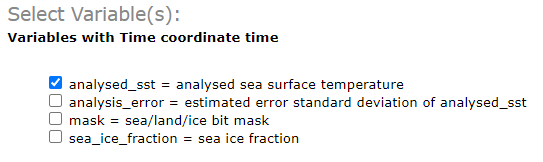 Select Variable(s):
Variables with Time coordinate time
analysed_sst = analysed sea surface temperature
analysis_error = estimated error standard deviation of analysed_sst
mask = sea/land/ice bit mask
sea_ice_fraction = sea ice fraction